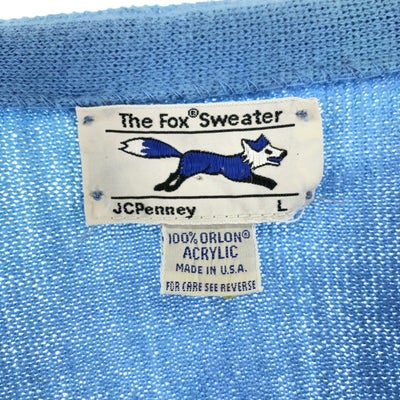 The Fox® Sweater
JCPenney L
100% ORLON®
ACRYLIC
MADE IN U.S.A.
FOR CARE SEE REVERSE